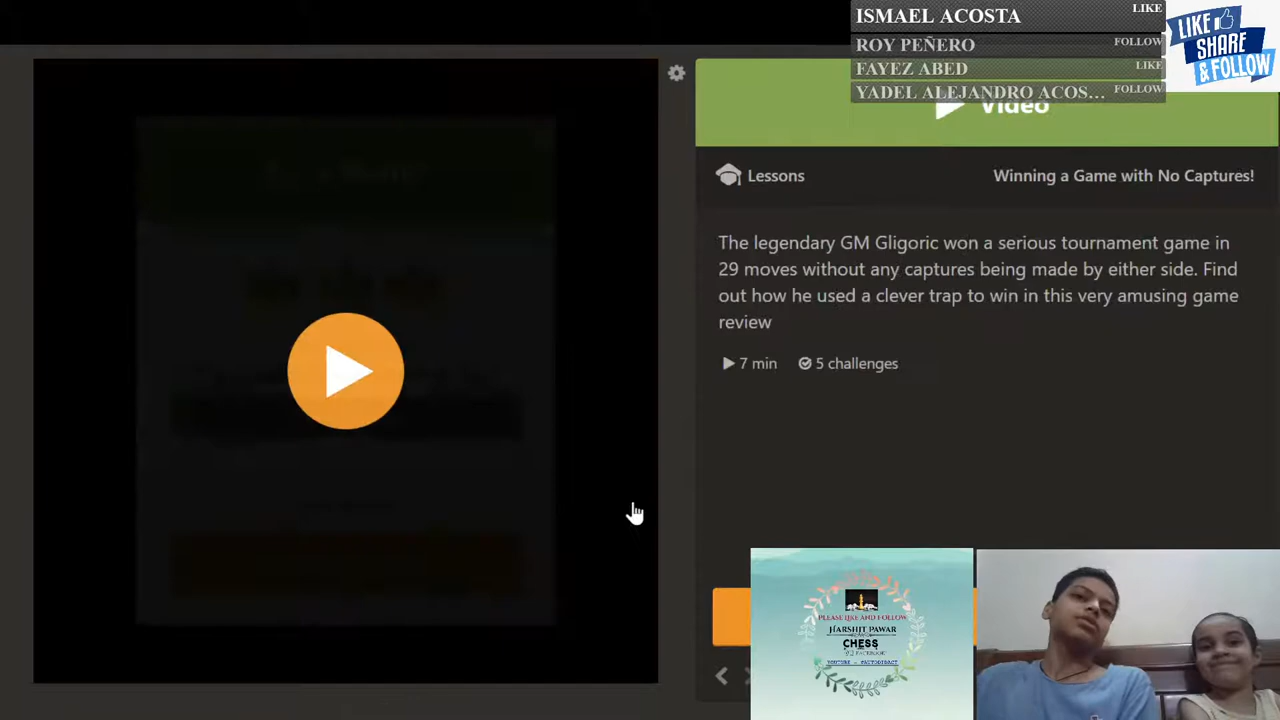 ISMAEL ACOSTA LIKE
ROY PEÑERO FOLLOW
FAYEZ ABED LIKE
YADEL ALEJANDRO ACOS... FOLLOW
LIKE
SHARE
& FOLLOW
Video
Lessons Winning a Game with No Captures!
The legendary GM Gligoric won a serious tournament game in
29 moves without any captures being made by either side. Find
out how he used a clever trap to win in this very amusing game
review
7 min 5 challenges
PLEASE LIKE AND FOLLOW
HARSHIT PAWAR
CHESS
FACEBOOK
YOUTUBE - FACTODIDACT